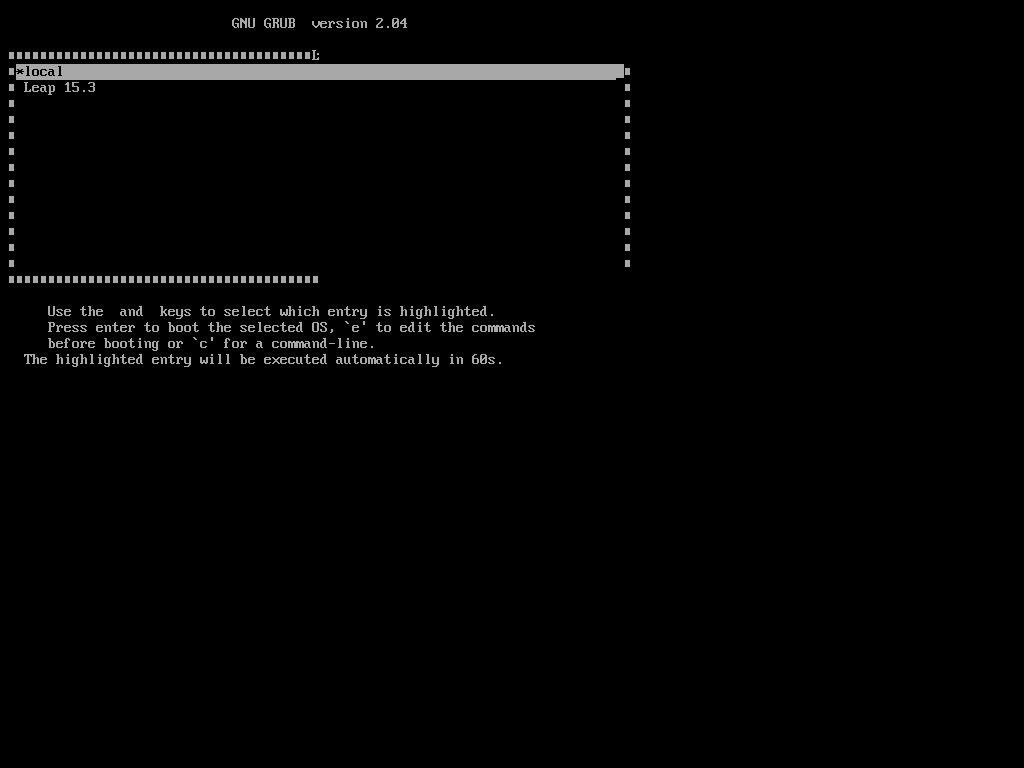 GNU GRUB  version 2.04
*local
Leap 15.3
Use the  and  keys to select which entry is highlighted.
Press enter to boot the selected OS, `e' to edit the commands
before booting or `c' for a command-line.
The highlighted entry will be executed automatically in 60s.